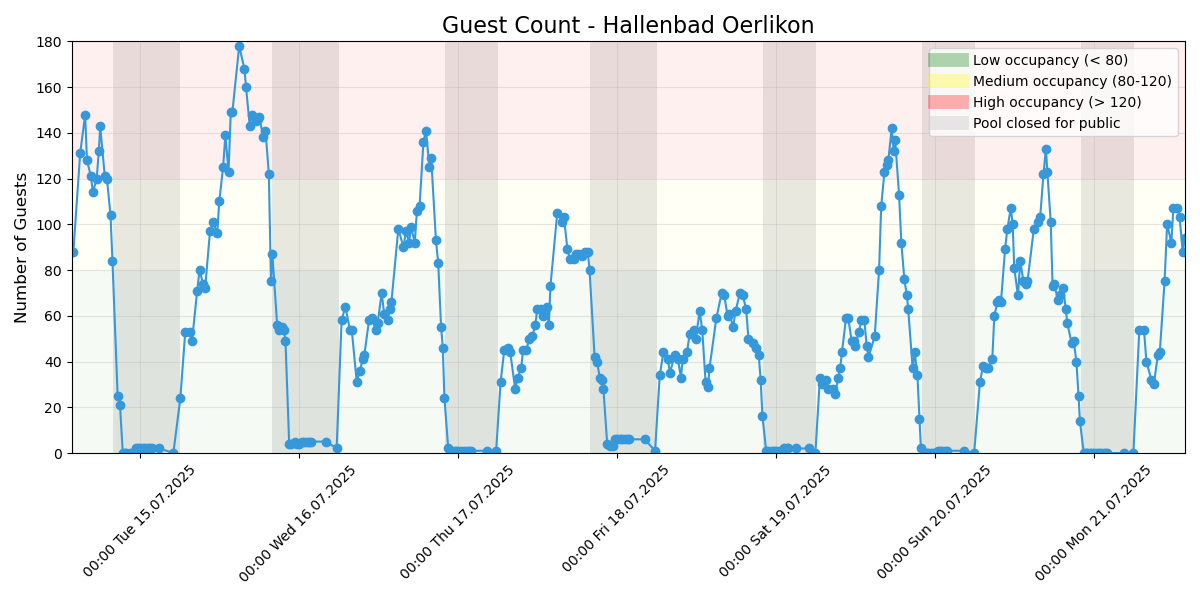 Guest Count - Hallenbad Oerlikon
Number of Guests
180
160
140
120
100
80
60
40
20
0
Low occupancy (< 80)
Medium occupancy (80-120)
High occupancy (> 120)
Pool closed for public
00:00 Tue 15.07.2025
00:00 Wed 16.07.2025
00:00 Thu 17.07.2025
00:00 Fri 18.07.2025
00:00 Sat 19.07.2025
00:00 Sun 20.07.2025
00:00 Mon 21.07.2025